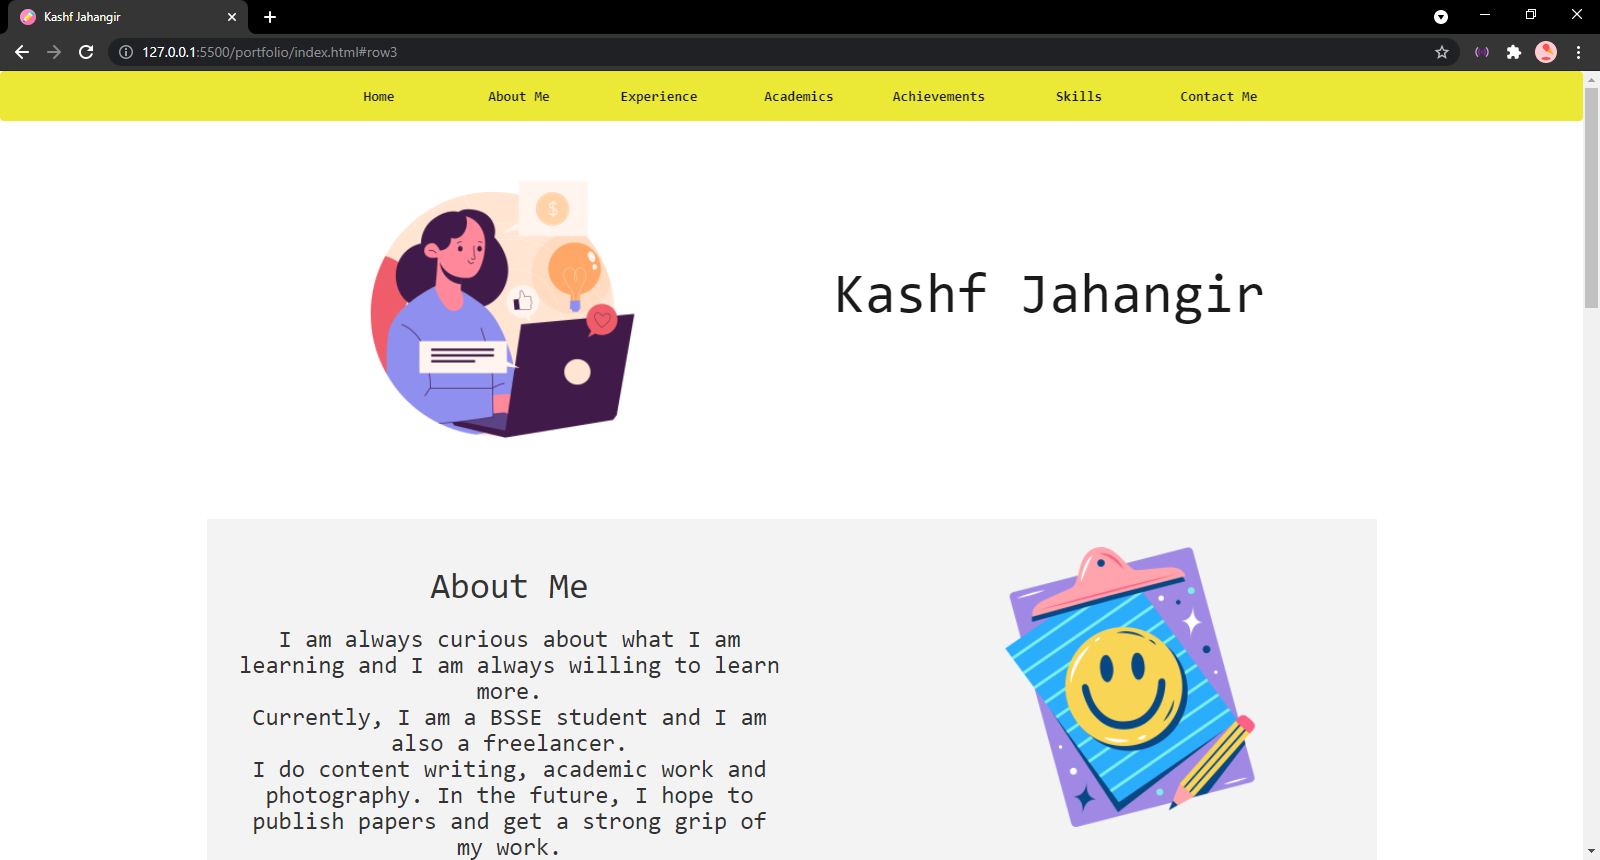 Kashf Jahangir
127.0.0.1:5500/portfolio/index.html#row3
Home About Me Experience Academics Achievements Skills Contact Me
$
Kashf Jahangir
About Me
I am always curious about what I am
learning and I am always willing to learn
more.
Currently, I am a BSSE student and I am
also a freelancer.
I do content writing, academic work and
photography. In the future, I hope to
publish papers and get a strong grip of
my work.